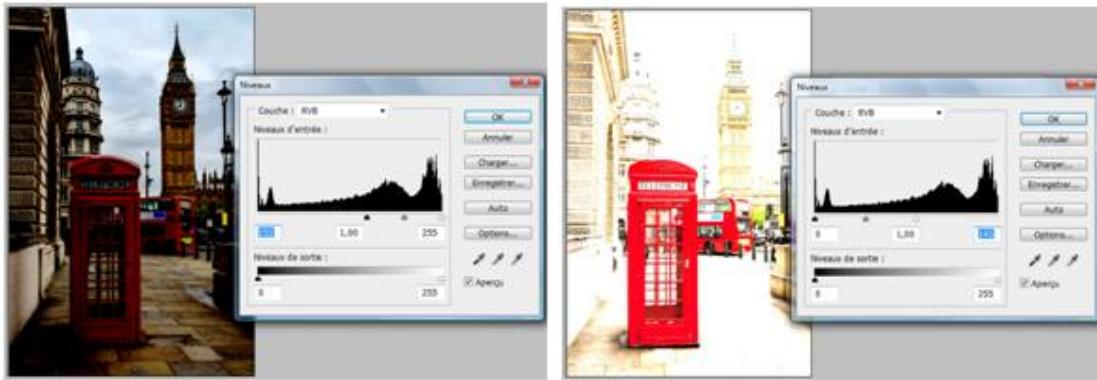 Niveaux
Couche : RVB
Niveaux d'entrée :
1,00
255
Niveaux de sortie :
0
255
OK
Annuler
Charger...
Enregistrer...
Auto
Options...
Aperçu
TELEPHONE
Niveaux
Couche : RVB
Niveaux d'entrée :
0
1,00
Niveaux de sortie :
0
255
OK
Annuler
Charger...
Enregistrer...
Auto
Options...
Aperçu